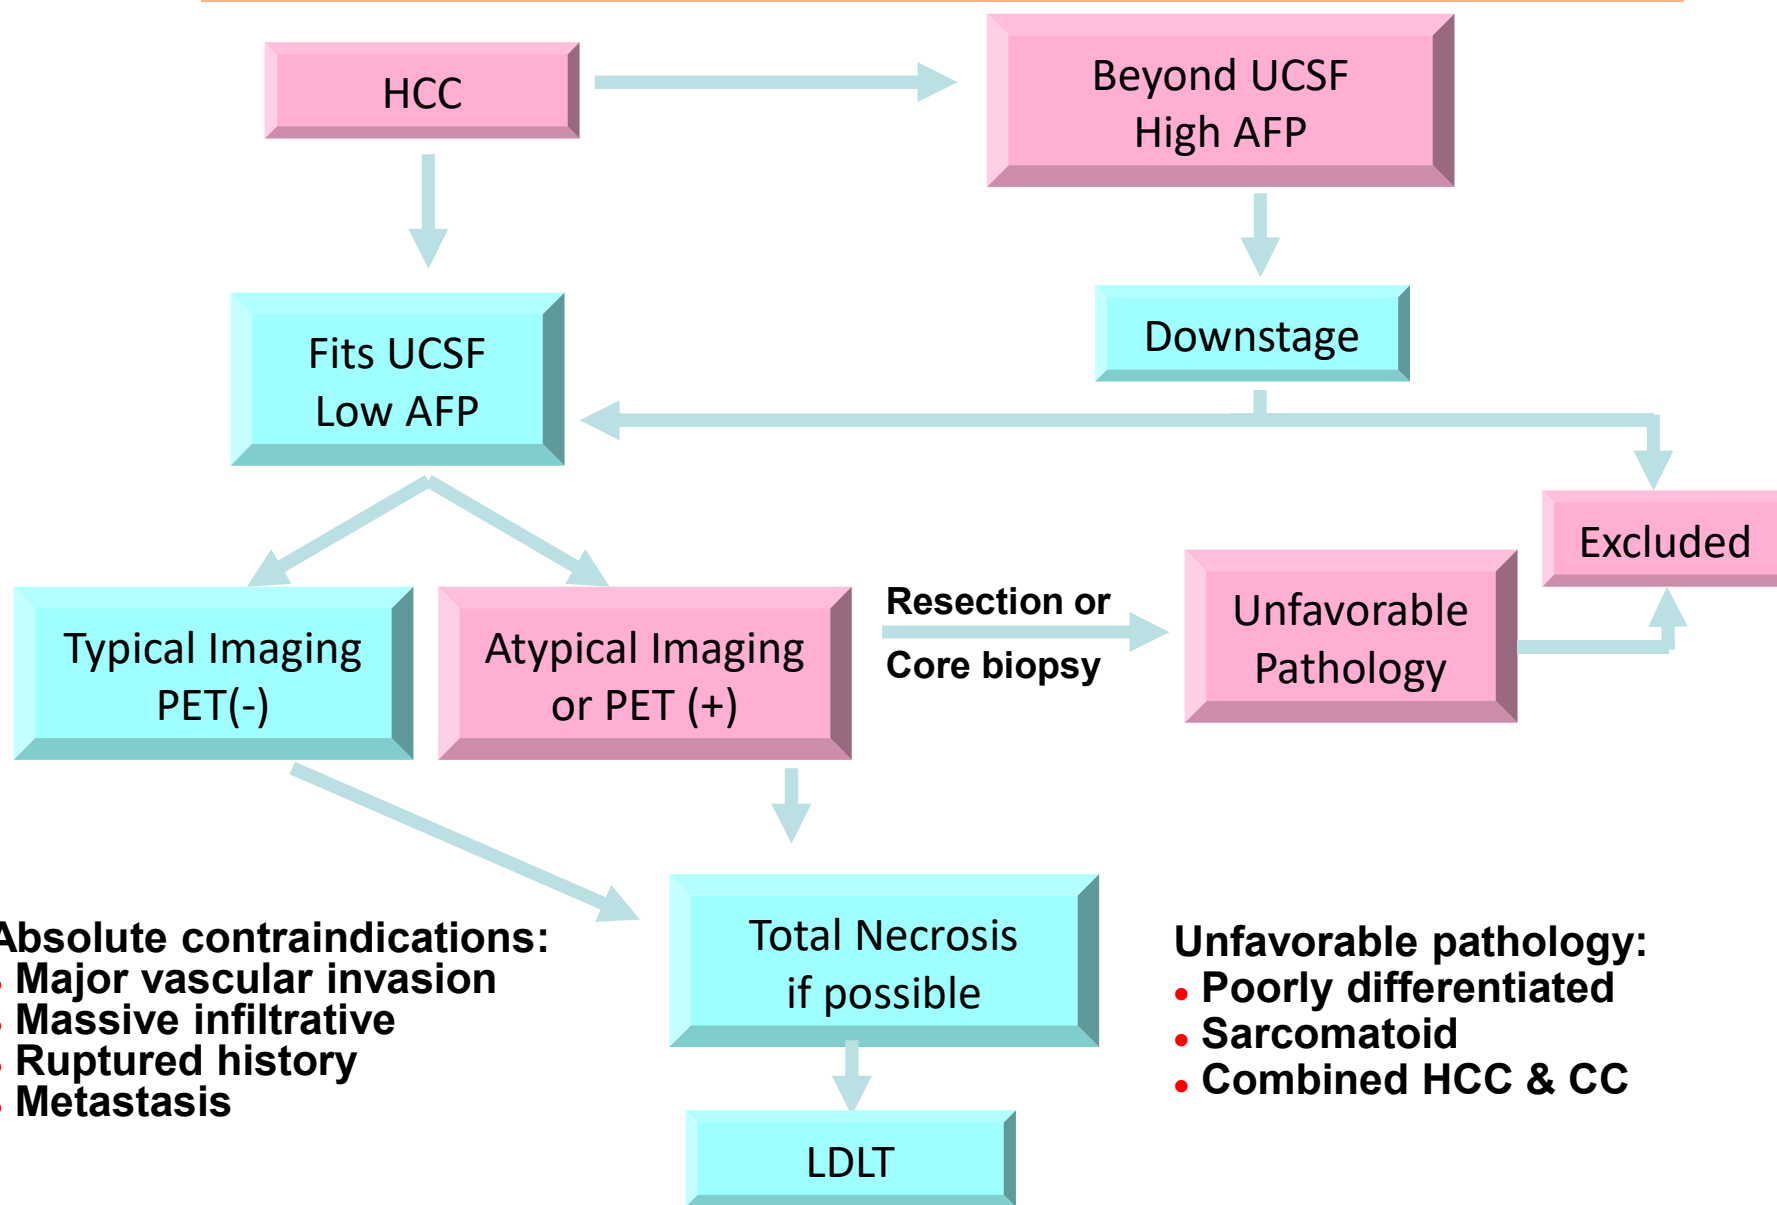 HCC
Beyond UCSF
High AFP
Fits UCSF
Low AFP
Downstage
Excluded
Typical Imaging
PET(-)
Atypical Imaging
or PET (+)
Resection or
Core biopsy
Unfavorable
Pathology
Total Necrosis
if possible
LDLT
Absolute contraindications:
• Major vascular invasion
• Massive infiltrative
• Ruptured history
• Metastasis
Unfavorable pathology:
• Poorly differentiated
• Sarcomatoid
• Combined HCC & CC